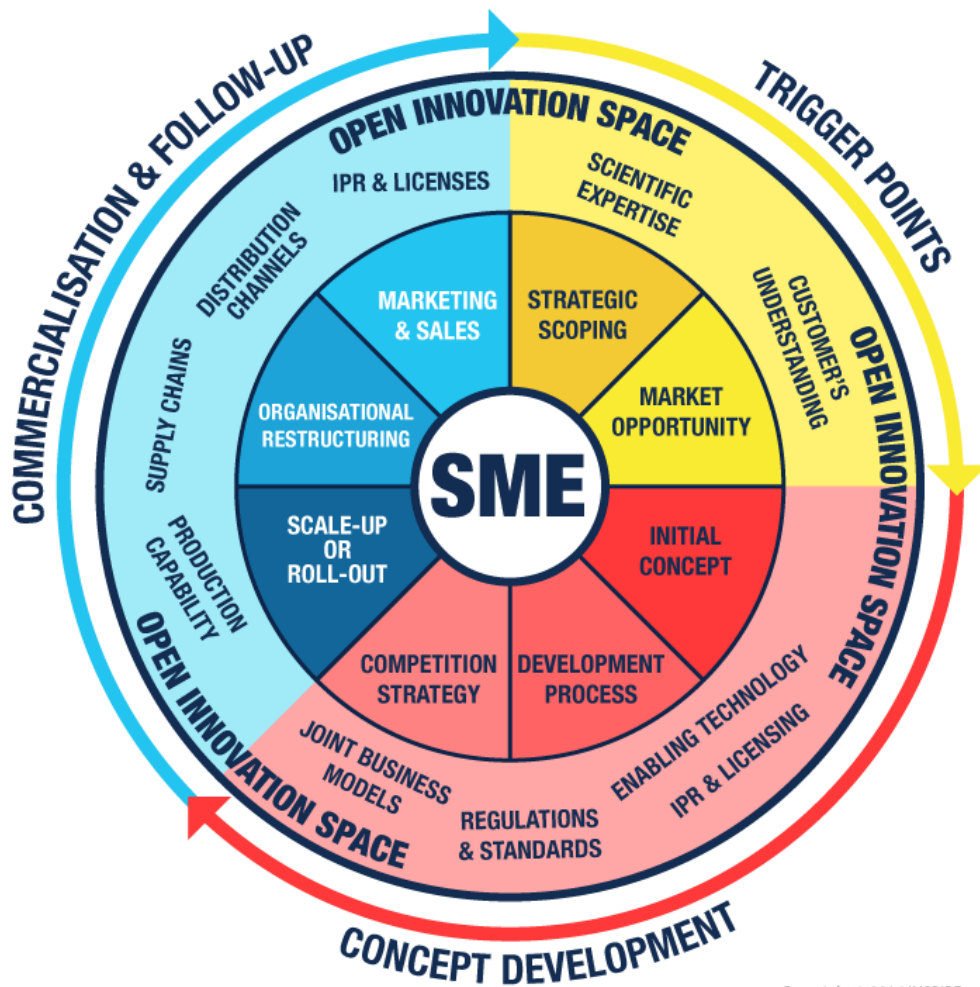 COMMERCIALISATION & FOLLOW-UP
TRIGGER POINTS
CONCEPT DEVELOPMENT
OPEN INNOVATION SPACE
OPEN INNOVATION SPACE
OPEN INNOVATION SPACE
SCIENTIFIC
EXPERTISE
CUSTOMER'S
UNDERSTANDING
ENABLING TECHNOLOGY
IPR & LICENSING
REGULATIONS
& STANDARDS
JOINT BUSINESS
MODELS
PRODUCTION
CAPABILITY
SUPPLY CHAINS
DISTRIBUTION
CHANNELS
IPR & LICENSES
STRATEGIC
SCOPING
MARKET
OPPORTUNITY
INITIAL
CONCEPT
DEVELOPMENT
PROCESS
COMPETITION
STRATEGY
SCALE-UP
OR
ROLL-OUT
ORGANISATIONAL
RESTRUCTURING
MARKETING
& SALES
SME